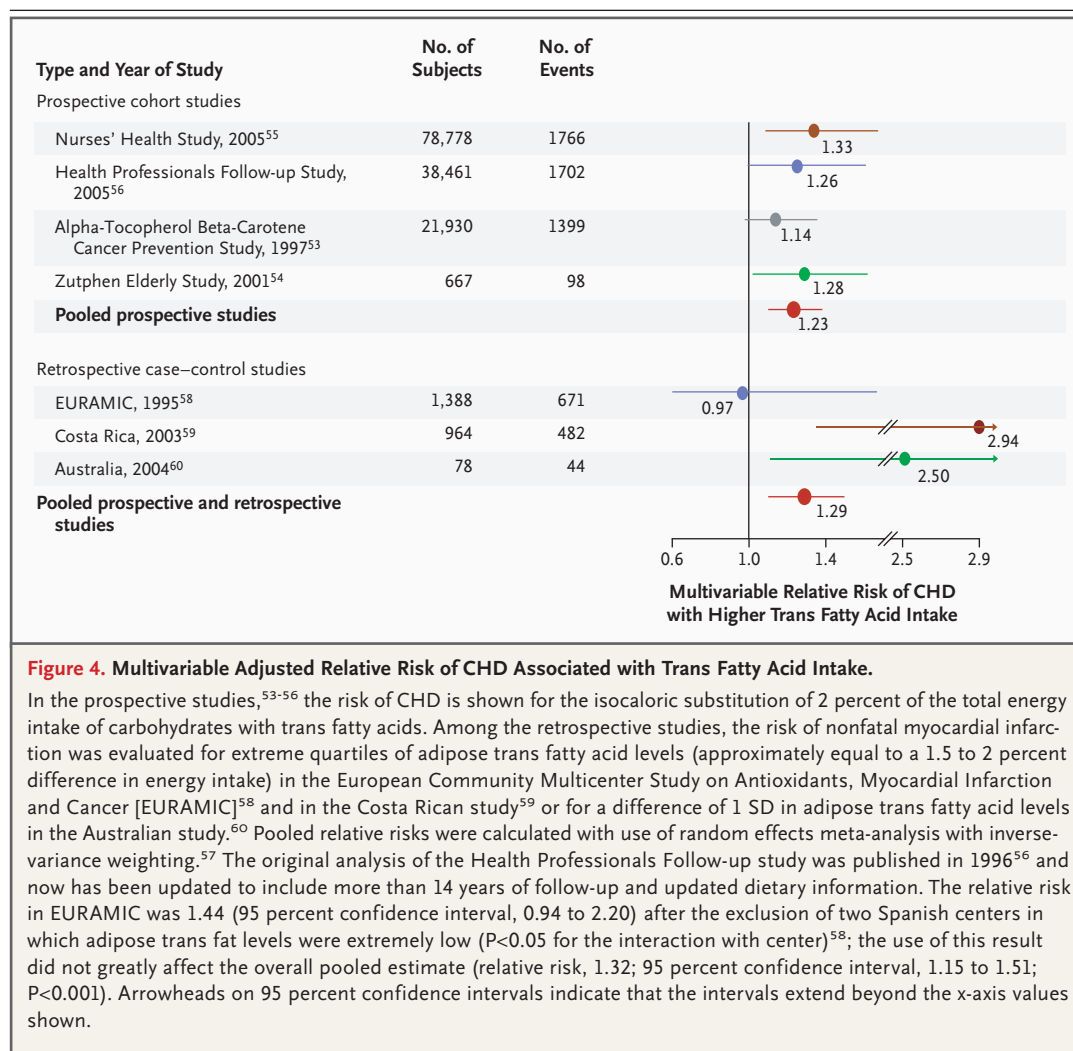 No. of No. of
Type and Year of Study Subjects Events
Prospective cohort studies
Nurses’ Health Study, 2005⁵⁵ 78,778 1766
1.33
Health Professionals Follow-up Study, 38,461 1702
2005⁵⁶ 1.26
Alpha-Tocopherol Beta-Carotene 21,930 1399
Cancer Prevention Study, 1997⁵³ 1.14
Zutphen Elderly Study, 2001⁵⁴ 667 98
1.28
Pooled prospective studies
1.23
Retrospective case–control studies
EURAMIC, 1995⁵⁸ 1,388 671
0.97
Costa Rica, 2003⁵⁹ 964 482
2.94
Australia, 2004⁶⁰ 78 44
2.50
Pooled prospective and retrospective
studies
1.29
0.6 1.0 1.4 2.5 2.9
Multivariable Relative Risk of CHD
with Higher Trans Fatty Acid Intake
Figure 4. Multivariable Adjusted Relative Risk of CHD Associated with Trans Fatty Acid Intake.
In the prospective studies,⁵³⁻⁵⁶ the risk of CHD is shown for the isocaloric substitution of 2 percent of the total energy
intake of carbohydrates with trans fatty acids. Among the retrospective studies, the risk of nonfatal myocardial infarc-
tion was evaluated for extreme quartiles of adipose trans fatty acid levels (approximately equal to a 1.5 to 2 percent
difference in energy intake) in the European Community Multicenter Study on Antioxidants, Myocardial Infarction
and Cancer [EURAMIC]⁵⁸ and in the Costa Rican study⁵⁹ or for a difference of 1 SD in adipose trans fatty acid levels
in the Australian study.⁶⁰ Pooled relative risks were calculated with use of random effects meta-analysis with inverse-
variance weighting.⁵⁷ The original analysis of the Health Professionals Follow-up study was published in 1996⁵⁶ and
now has been updated to include more than 14 years of follow-up and updated dietary information. The relative risk
in EURAMIC was 1.44 (95 percent confidence interval, 0.94 to 2.20) after the exclusion of two Spanish centers in
which adipose trans fat levels were extremely low (P<0.05 for the interaction with center)⁵⁸; the use of this result
did not greatly affect the overall pooled estimate (relative risk, 1.32; 95 percent confidence interval, 1.15 to 1.51;
P<0.001). Arrowheads on 95 percent confidence intervals indicate that the intervals extend beyond the x-axis values
shown.